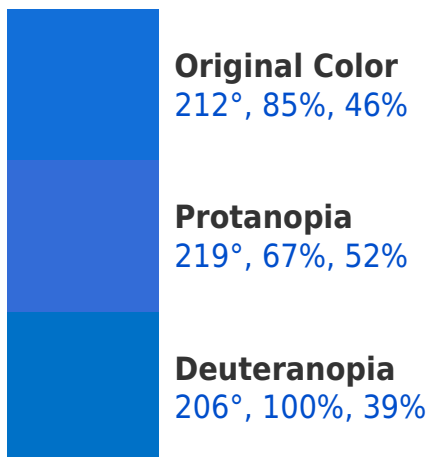 Original Color
212°, 85%, 46%
Protanopia
219°, 67%, 52%
Deuteranopia
206°, 100%, 39%